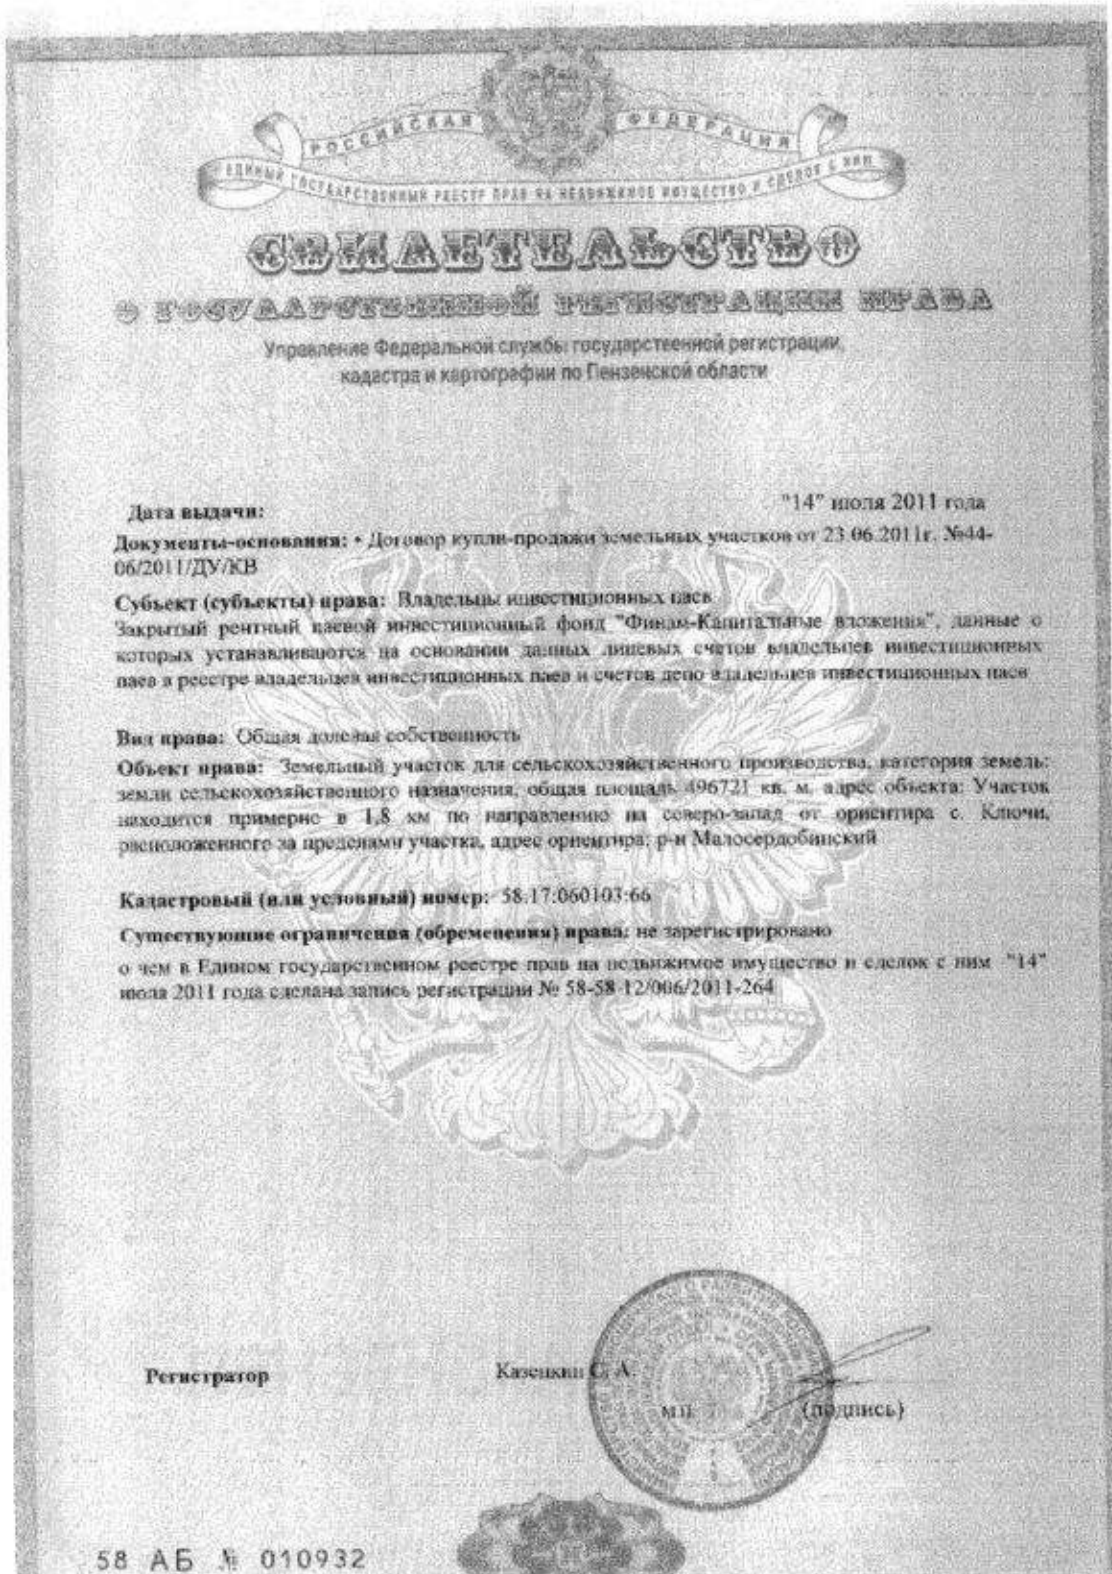 РОССИЙСКАЯ ФЕДЕРАЦИЯ
ЕДИНЫЙ ГОСУДАРСТВЕННЫЙ РЕЕСТР ПРАВ НА НЕДВИЖИМОЕ ИМУЩЕСТВО И СДЕЛОК С НИМ
СВИДЕТЕЛЬСТВО
О ГОСУДАРСТВЕННОЙ РЕГИСТРАЦИИ ПРАВА
Управление Федеральной службы государственной регистрации,
кадастра и картографии по Пензенской области
Дата выдачи: "14" июля 2011 года
Документы-основания: • Договор купли-продажи земельных участков от 23.06.2011г. №44-
06/2011/ДУ/КВ
Субъект (субъекты) права: Владельцы инвестиционных паев
Закрытый рентный паевой инвестиционный фонд "Финам-Капитальные вложения", данные о
которых устанавливаются на основании данных лицевых счетов владельцев инвестиционных
паев в реестре владельцев инвестиционных паев и счетов депо владельцев инвестиционных паев
Вид права: Общая долевая собственность
Объект права: Земельный участок для сельскохозяйственного производства, категория земель:
земли сельскохозяйственного назначения, общая площадь 496721 кв. м, адрес объекта: Участок
находится примерно в 1,8 км по направлению на северо-запад от ориентира с. Ключи,
расположенного за пределами участка, адрес ориентира: р-н Малосердобинский
Кадастровый (или условный) номер: 58:17:060103:66
Существующие ограничения (обременения) права: не зарегистрировано
о чем в Едином государственном реестре прав на недвижимое имущество и сделок с ним "14"
июля 2011 года сделана запись регистрации № 58-58-12/006/2011-264
Регистратор Казенкин С. А.
М.П. (подпись)
58 АБ № 010932